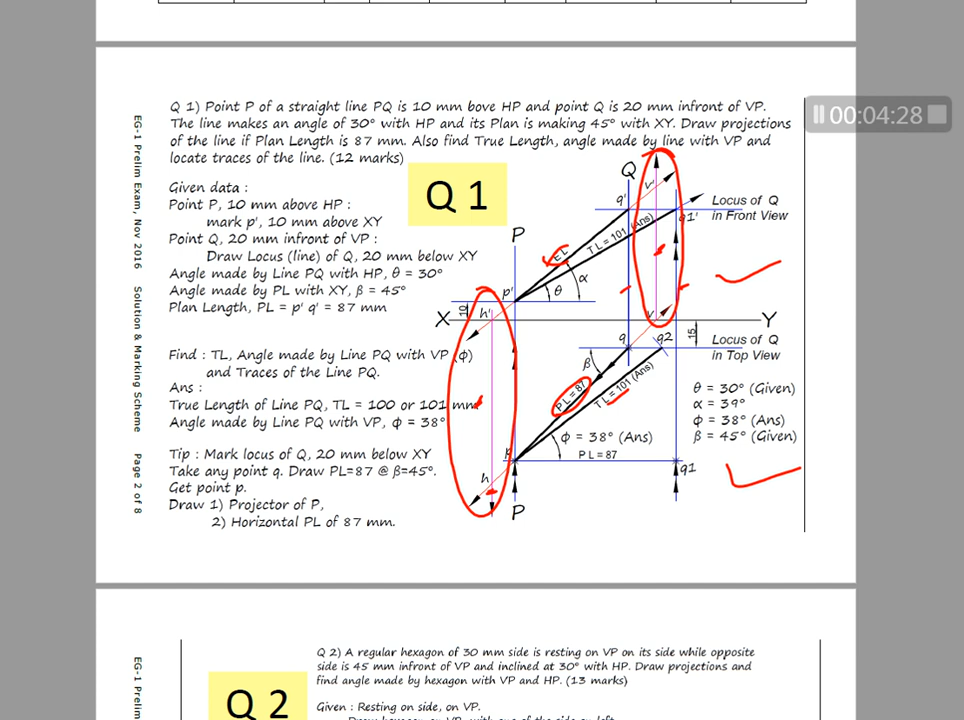 00:04:28
EG-1 Prelim Exam, Nov 2016 Solution & Marking Scheme Page 2 of 8
Q 1) Point P of a straight line PQ is 10 mm bove HP and point Q is 20 mm infront of VP.
The line makes an angle of 30° with HP and its Plan is making 45° with XY. Draw projections
of the line if Plan Length is 87 mm. Also find True Length, angle made by line with VP and
locate traces of the line. (12 marks)
Q 1
Given data :
Point P, 10 mm above HP :
mark p', 10 mm above XY
Point Q, 20 mm infront of VP :
Draw Locus (line) of Q, 20 mm below XY
Angle made by Line PQ with HP, θ = 30°
Angle made by PL with XY, β = 45°
Plan Length, PL = p' q' = 87 mm
Find : TL, Angle made by Line PQ with VP (ϕ)
and Traces of the Line PQ.
Ans :
True Length of Line PQ, TL = 100 or 101 mm
Angle made by Line PQ with VP, ϕ = 38°
Tip : Mark locus of Q, 20 mm below XY
Take any point q. Draw PL=87 @ β=45°.
Get point p.
Draw 1) Projector of P,
2) Horizontal PL of 87 mm.
Q
v'
q'
q1'
Locus of Q
in Front View
P
EL
TL = 101 (Ans)
θ
α
p'
10
h'
X
v
Y
q
q2
15
Locus of Q
in Top View
β
PL = 87
TL = 101 (Ans)
θ = 30° (Given)
α = 39°
ϕ = 38° (Ans)
β = 45° (Given)
ϕ = 38° (Ans)
p
PL = 87
q1
h
P
Q 2) A regular hexagon of 30 mm side is resting on VP on its side while opposite
side is 45 mm infront of VP and inclined at 30° with HP. Draw projections and
find angle made by hexagon with VP and HP. (13 marks)
Q 2
Given : Resting on side, on VP.
EG-1 Prelim